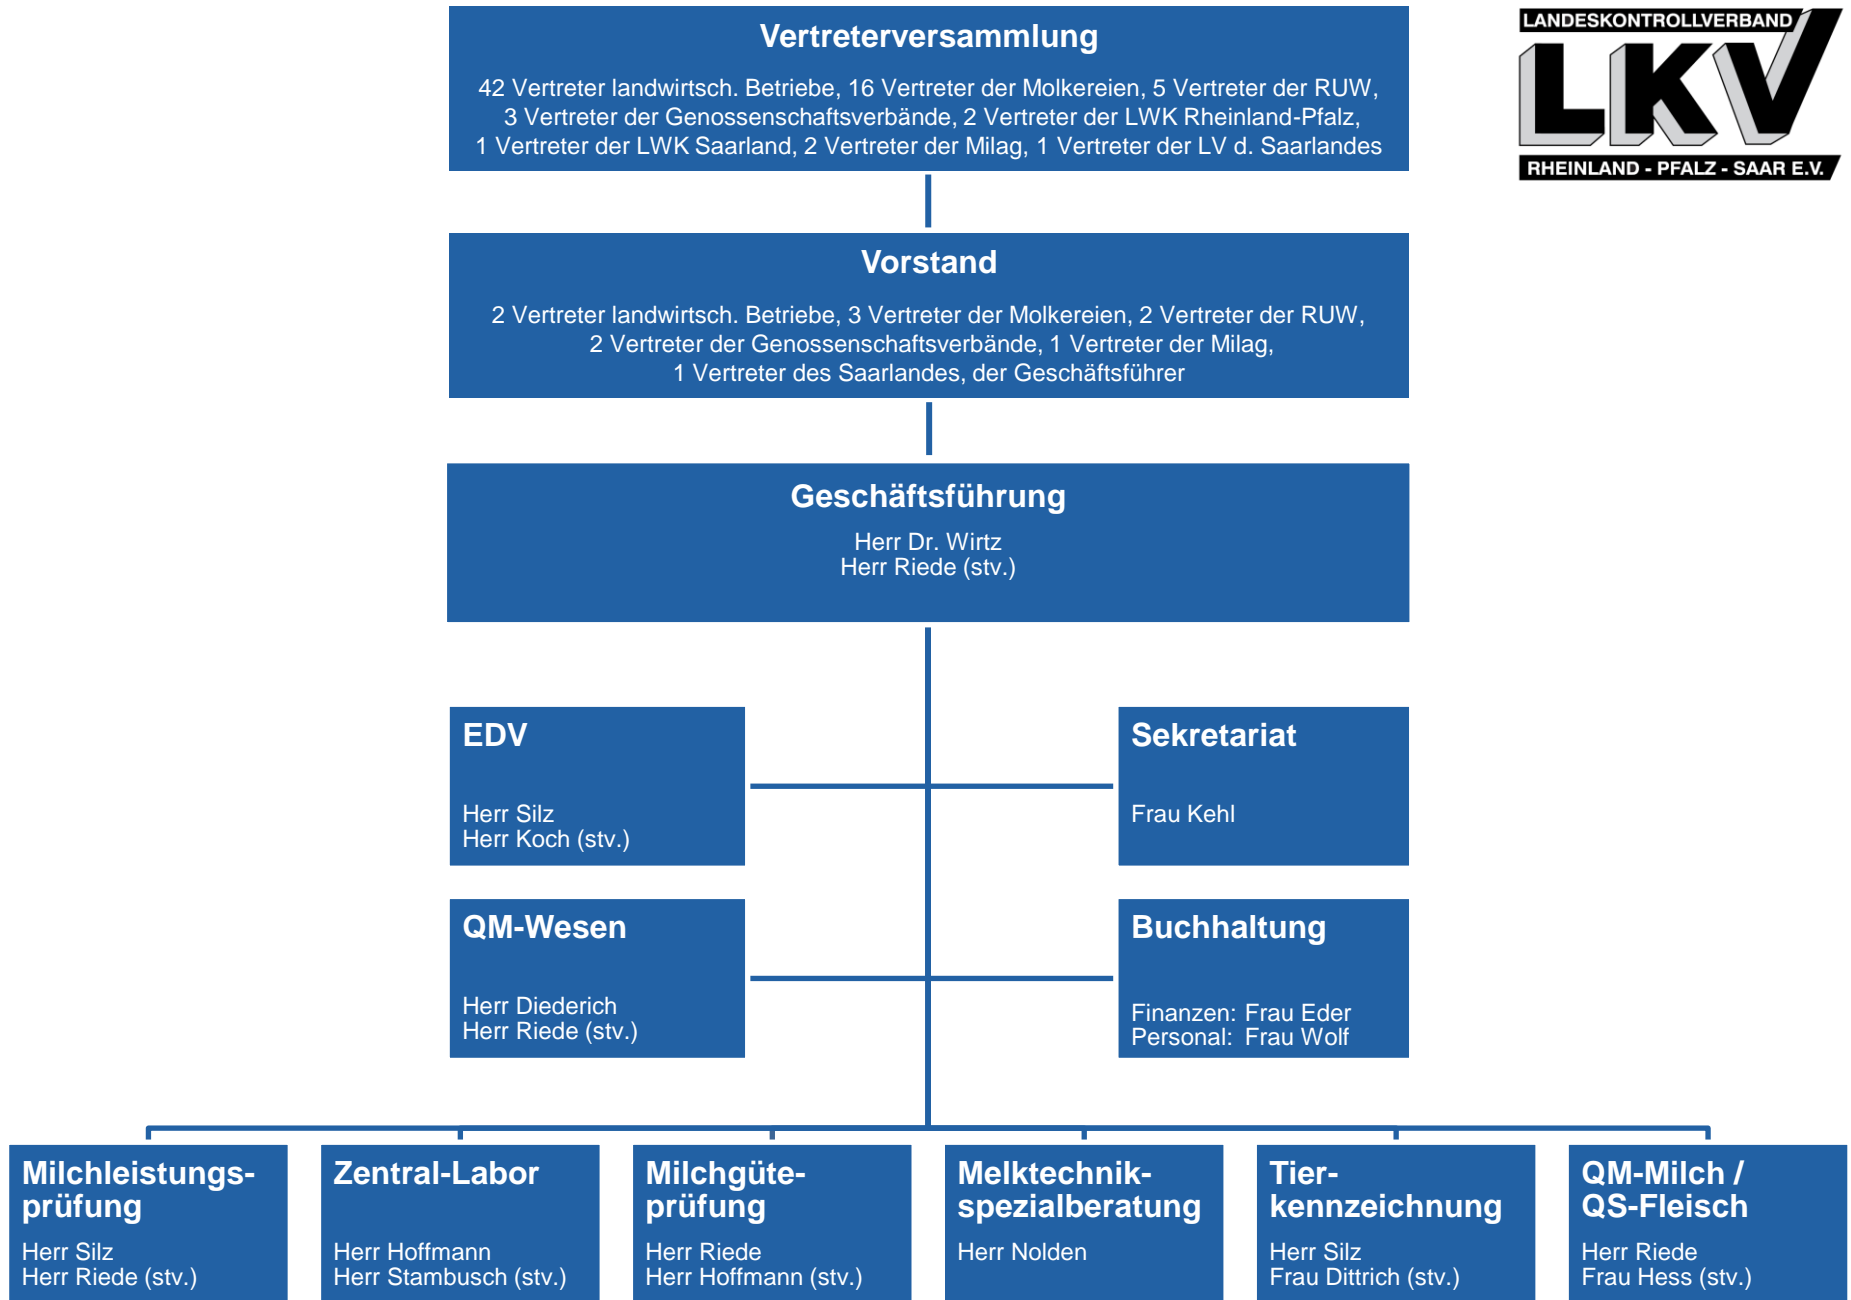 Vertreterversammlung
42 Vertreter landwirtsch. Betriebe, 16 Vertreter der Molkereien, 5 Vertreter der RUW,
3 Vertreter der Genossenschaftsverbände, 2 Vertreter der LWK Rheinland-Pfalz,
1 Vertreter der LWK Saarland, 2 Vertreter der Milag, 1 Vertreter der LV d. Saarlandes
LANDESKONTROLLVERBAND
LKV
RHEINLAND - PFALZ - SAAR E.V.
Vorstand
2 Vertreter landwirtsch. Betriebe, 3 Vertreter der Molkereien, 2 Vertreter der RUW,
2 Vertreter der Genossenschaftsverbände, 1 Vertreter der Milag,
1 Vertreter des Saarlandes, der Geschäftsführer
Geschäftsführung
Herr Dr. Wirtz
Herr Riede (stv.)
EDV
Herr Silz
Herr Koch (stv.)
Sekretariat
Frau Kehl
QM-Wesen
Herr Diederich
Herr Riede (stv.)
Buchhaltung
Finanzen: Frau Eder
Personal: Frau Wolf
Milchleistungs-
prüfung
Herr Silz
Herr Riede (stv.)
Zentral-Labor
Herr Hoffmann
Herr Stambusch (stv.)
Milchgüte-
prüfung
Herr Riede
Herr Hoffmann (stv.)
Melktechnik-
spezialberatung
Herr Nolden
Tier-
kennzeichnung
Herr Silz
Frau Dittrich (stv.)
QM-Milch /
QS-Fleisch
Herr Riede
Frau Hess (stv.)